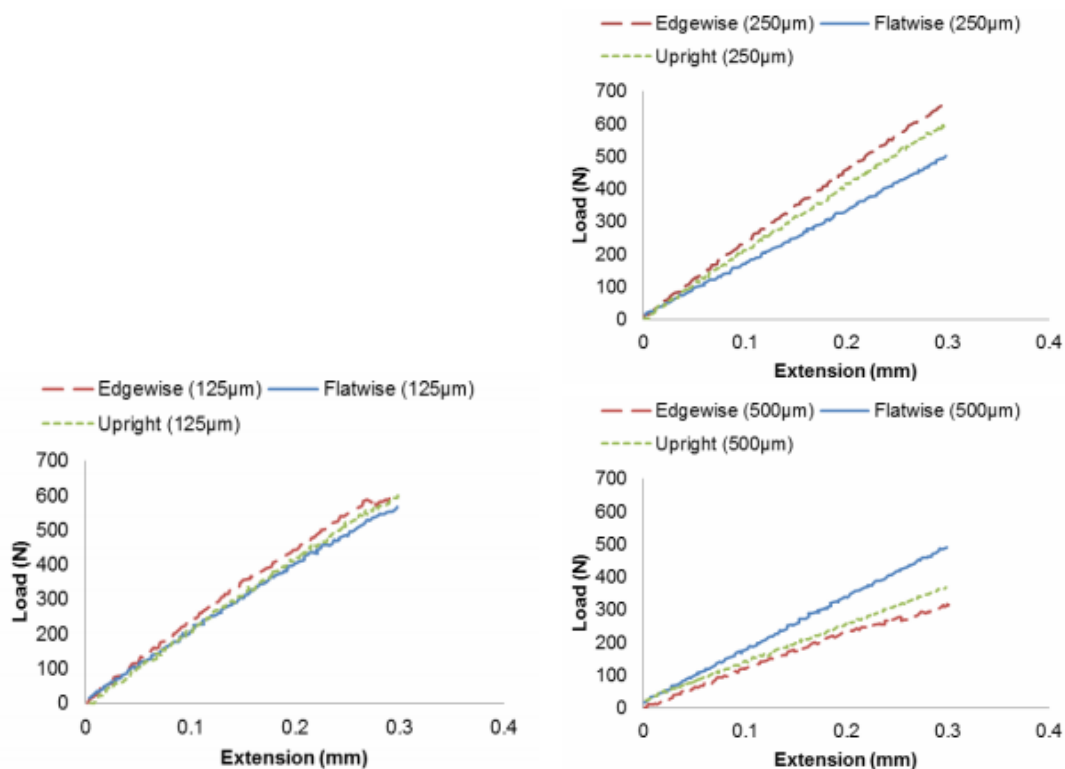 Edgewise (250μm) Flatwise (250μm)
Upright (250μm)
700
600
500
400
300
200
100
0
Load (N)
0 0.1 0.2 0.3 0.4
Extension (mm)
Edgewise (125μm) Flatwise (125μm)
Upright (125μm)
700
600
500
400
300
200
100
0
Load (N)
0 0.1 0.2 0.3 0.4
Extension (mm)
Edgewise (500μm) Flatwise (500μm)
Upright (500μm)
700
600
500
400
300
200
100
0
Load (N)
0 0.1 0.2 0.3 0.4
Extension (mm)